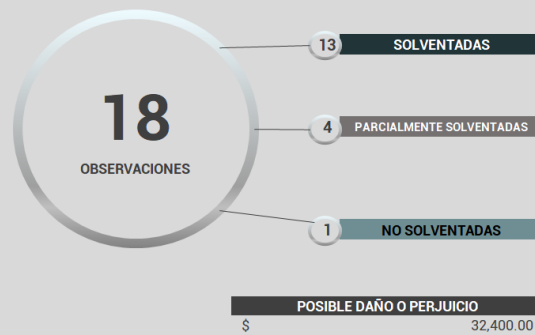 18
OBSERVACIONES
13 SOLVENTADAS
4 PARCIALMENTE SOLVENTADAS
1 NO SOLVENTADAS
POSIBLE DAÑO O PERJUICIO
$ 32,400.00